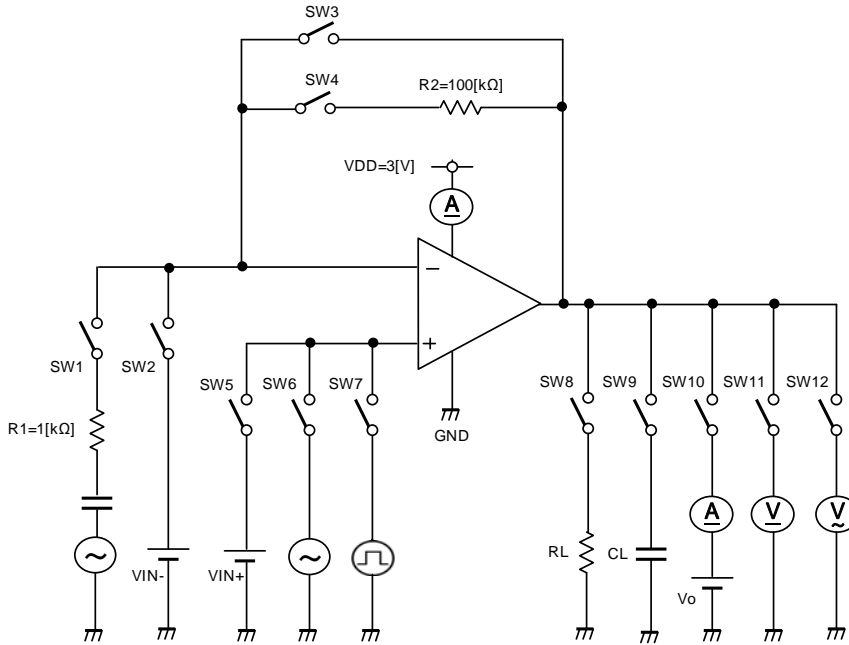 SW3
SW4
R2=100[kΩ]
VDD=3[V]
A
−
+
SW1
SW2
SW5
SW6
SW7
SW8
SW9
SW10
SW11
SW12
R1=1[kΩ]
GND
A
V
V
~
~
~
VIN-
VIN+
RL
CL
Vo